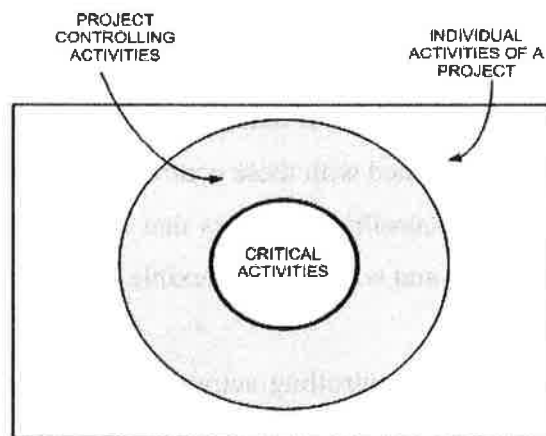 PROJECT
CONTROLLING
ACTIVITIES
INDIVIDUAL
ACTIVITIES OF A
PROJECT
CRITICAL
ACTIVITIES